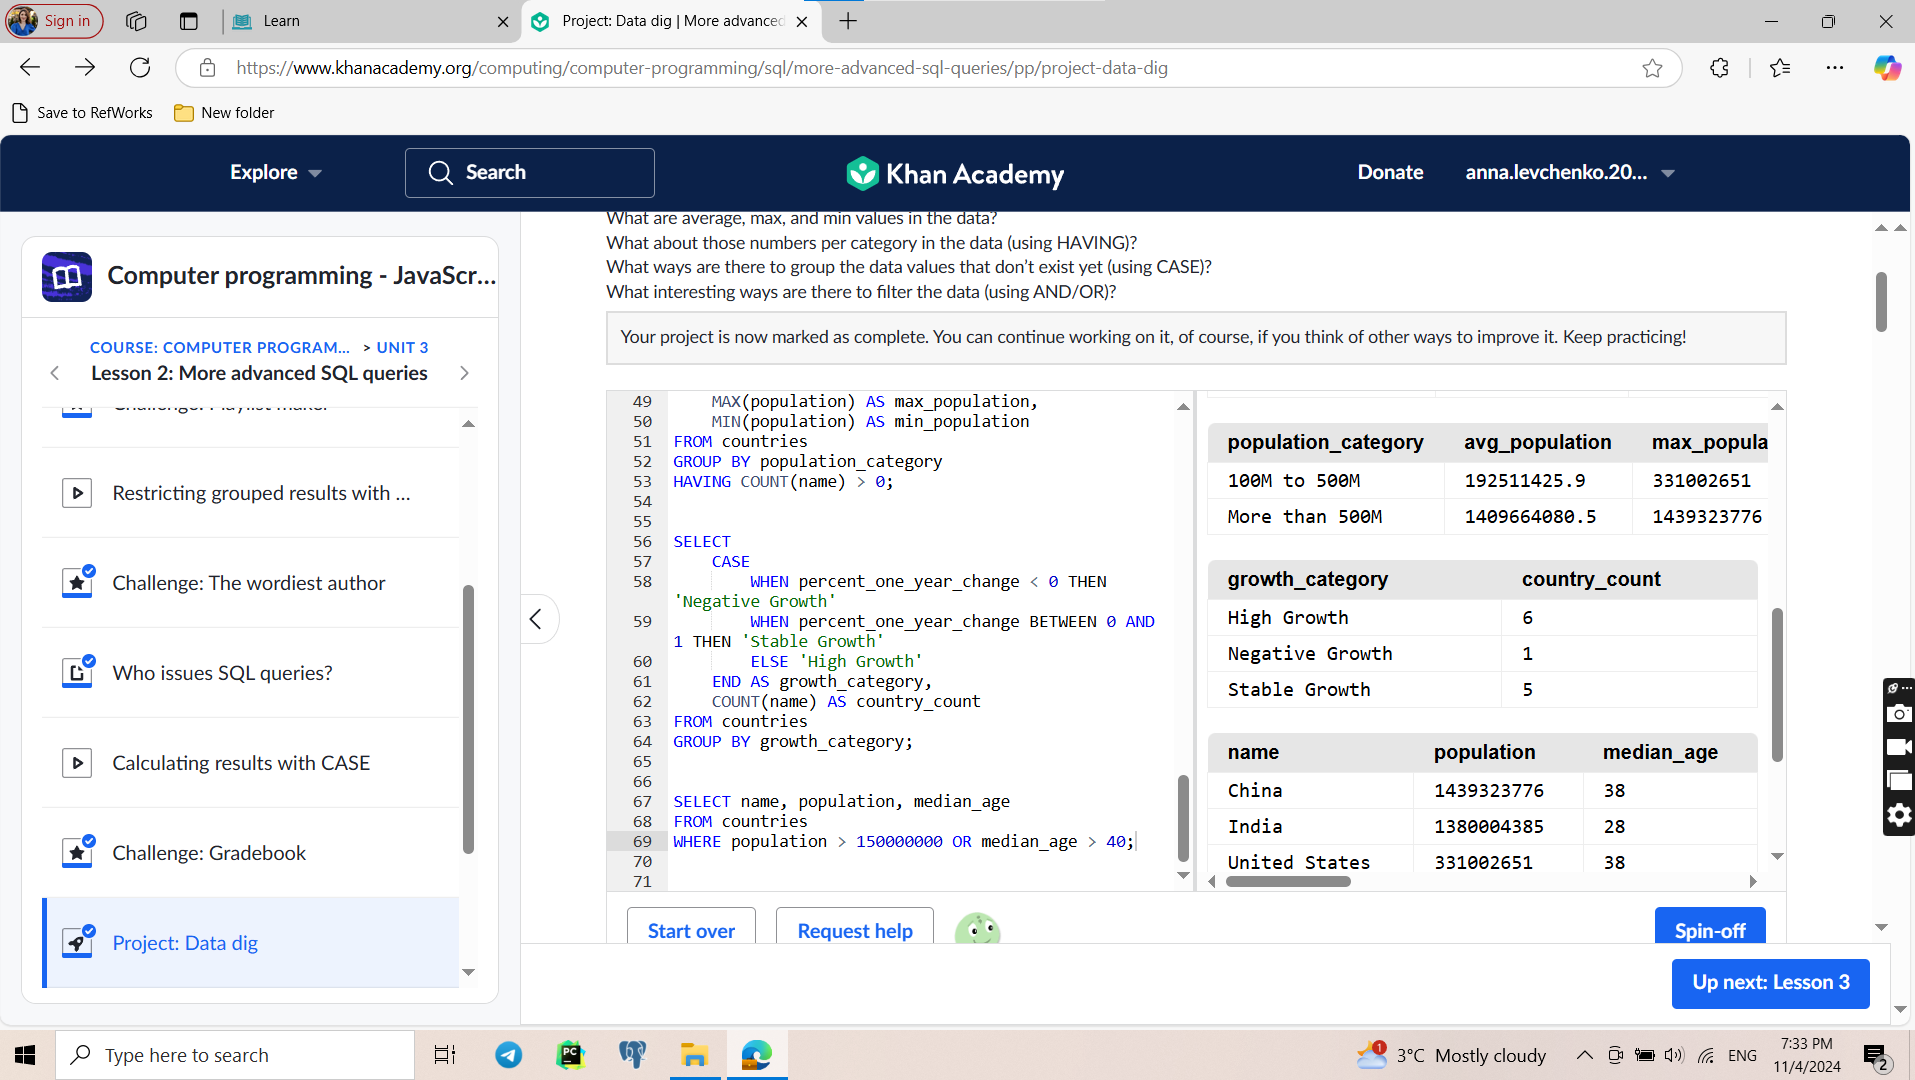 Sign in
Learn
Project: Data dig | More advanced
https://www.khanacademy.org/computing/computer-programming/sql/more-advanced-sql-queries/pp/project-data-dig
Save to RefWorks
New folder
Explore
Search
Khan Academy
Donate
anna.levchenko.20...
Computer programming - JavaScr...
COURSE: COMPUTER PROGRAM... > UNIT 3
Lesson 2: More advanced SQL queries
Challenge: Playlist maker
Restricting grouped results with ...
Challenge: The wordiest author
Who issues SQL queries?
Calculating results with CASE
Challenge: Gradebook
Project: Data dig
What are average, max, and min values in the data?
What about those numbers per category in the data (using HAVING)?
What ways are there to group the data values that don't exist yet (using CASE)?
What interesting ways are there to filter the data (using AND/OR)?
Your project is now marked as complete. You can continue working on it, of course, if you think of other ways to improve it. Keep practicing!
49 MAX(population) AS max_population,
50 MIN(population) AS min_population
51 FROM countries
52 GROUP BY population_category
53 HAVING COUNT(name) > 0;
54
55
56 SELECT
57 CASE
58 WHEN percent_one_year_change < 0 THEN
'Negative Growth'
59 WHEN percent_one_year_change BETWEEN 0 AND
1 THEN 'Stable Growth'
60 ELSE 'High Growth'
61 END AS growth_category,
62 COUNT(name) AS country_count
63 FROM countries
64 GROUP BY growth_category;
65
66
67 SELECT name, population, median_age
68 FROM countries
69 WHERE population > 150000000 OR median_age > 40;
70
71
population_category avg_population max_popula
100M to 500M 192511425.9 331002651
More than 500M 1409664080.5 1439323776
growth_category country_count
High Growth 6
Negative Growth 1
Stable Growth 5
name population median_age
China 1439323776 38
India 1380004385 28
United States 331002651 38
Start over
Request help
Spin-off
Up next: Lesson 3
Type here to search
PC
1
3°C Mostly cloudy
ENG
7:33 PM
11/4/2024
2